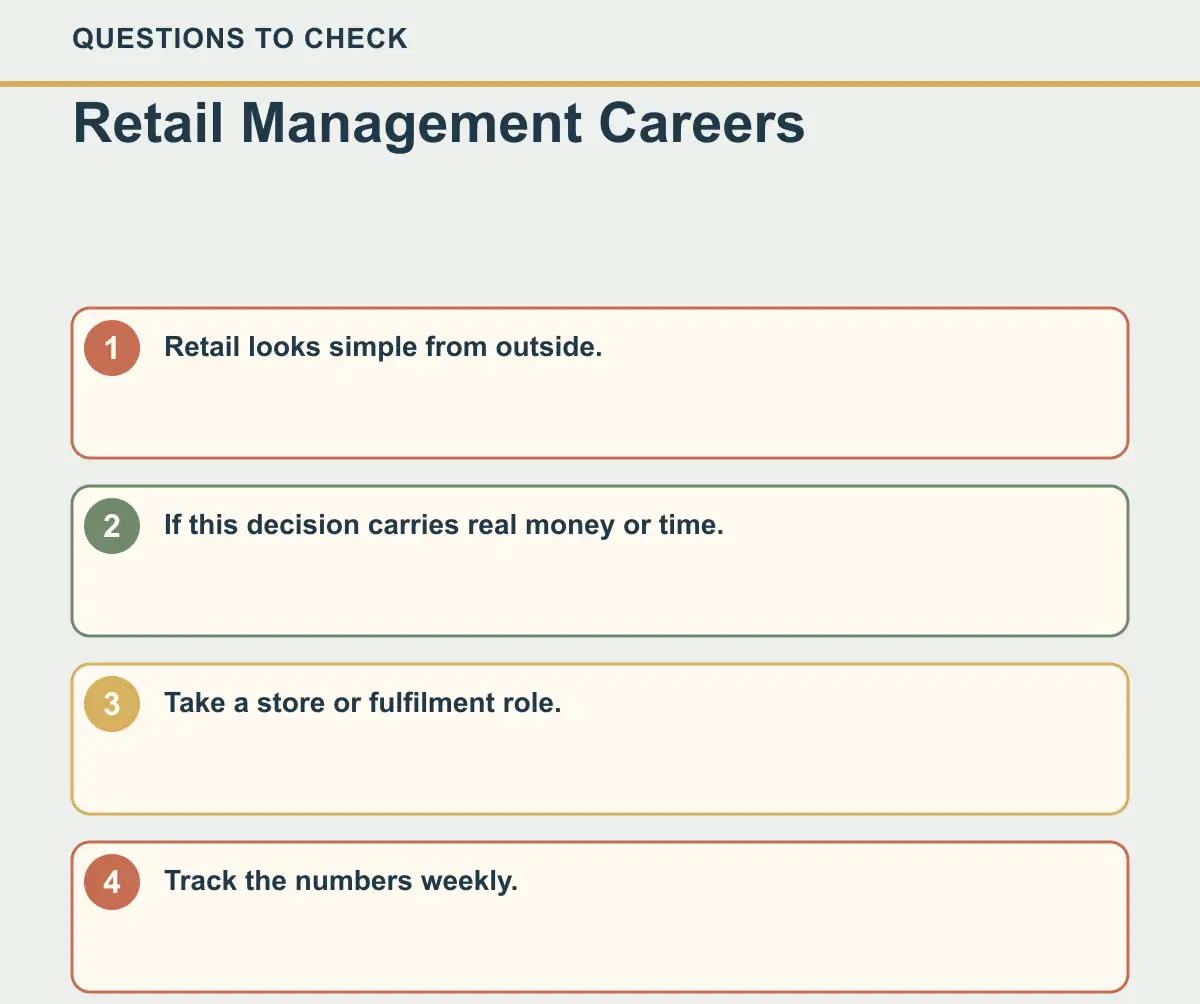 QUESTIONS TO CHECK
Retail Management Careers
1 Retail looks simple from outside.
2 If this decision carries real money or time.
3 Take a store or fulfilment role.
4 Track the numbers weekly.